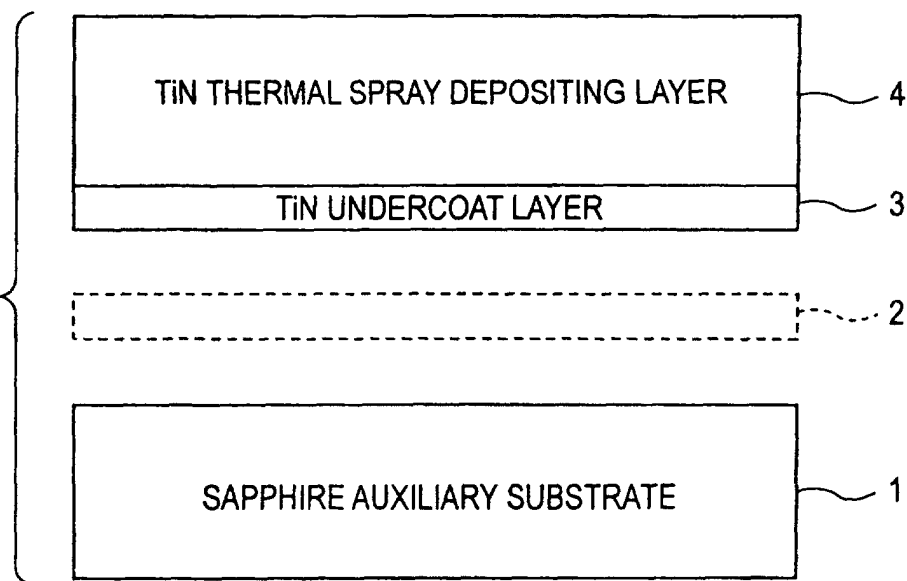 TiN THERMAL SPRAY DEPOSITING LAYER
4
TiN UNDERCOAT LAYER
3
2
SAPPHIRE AUXILIARY SUBSTRATE
1